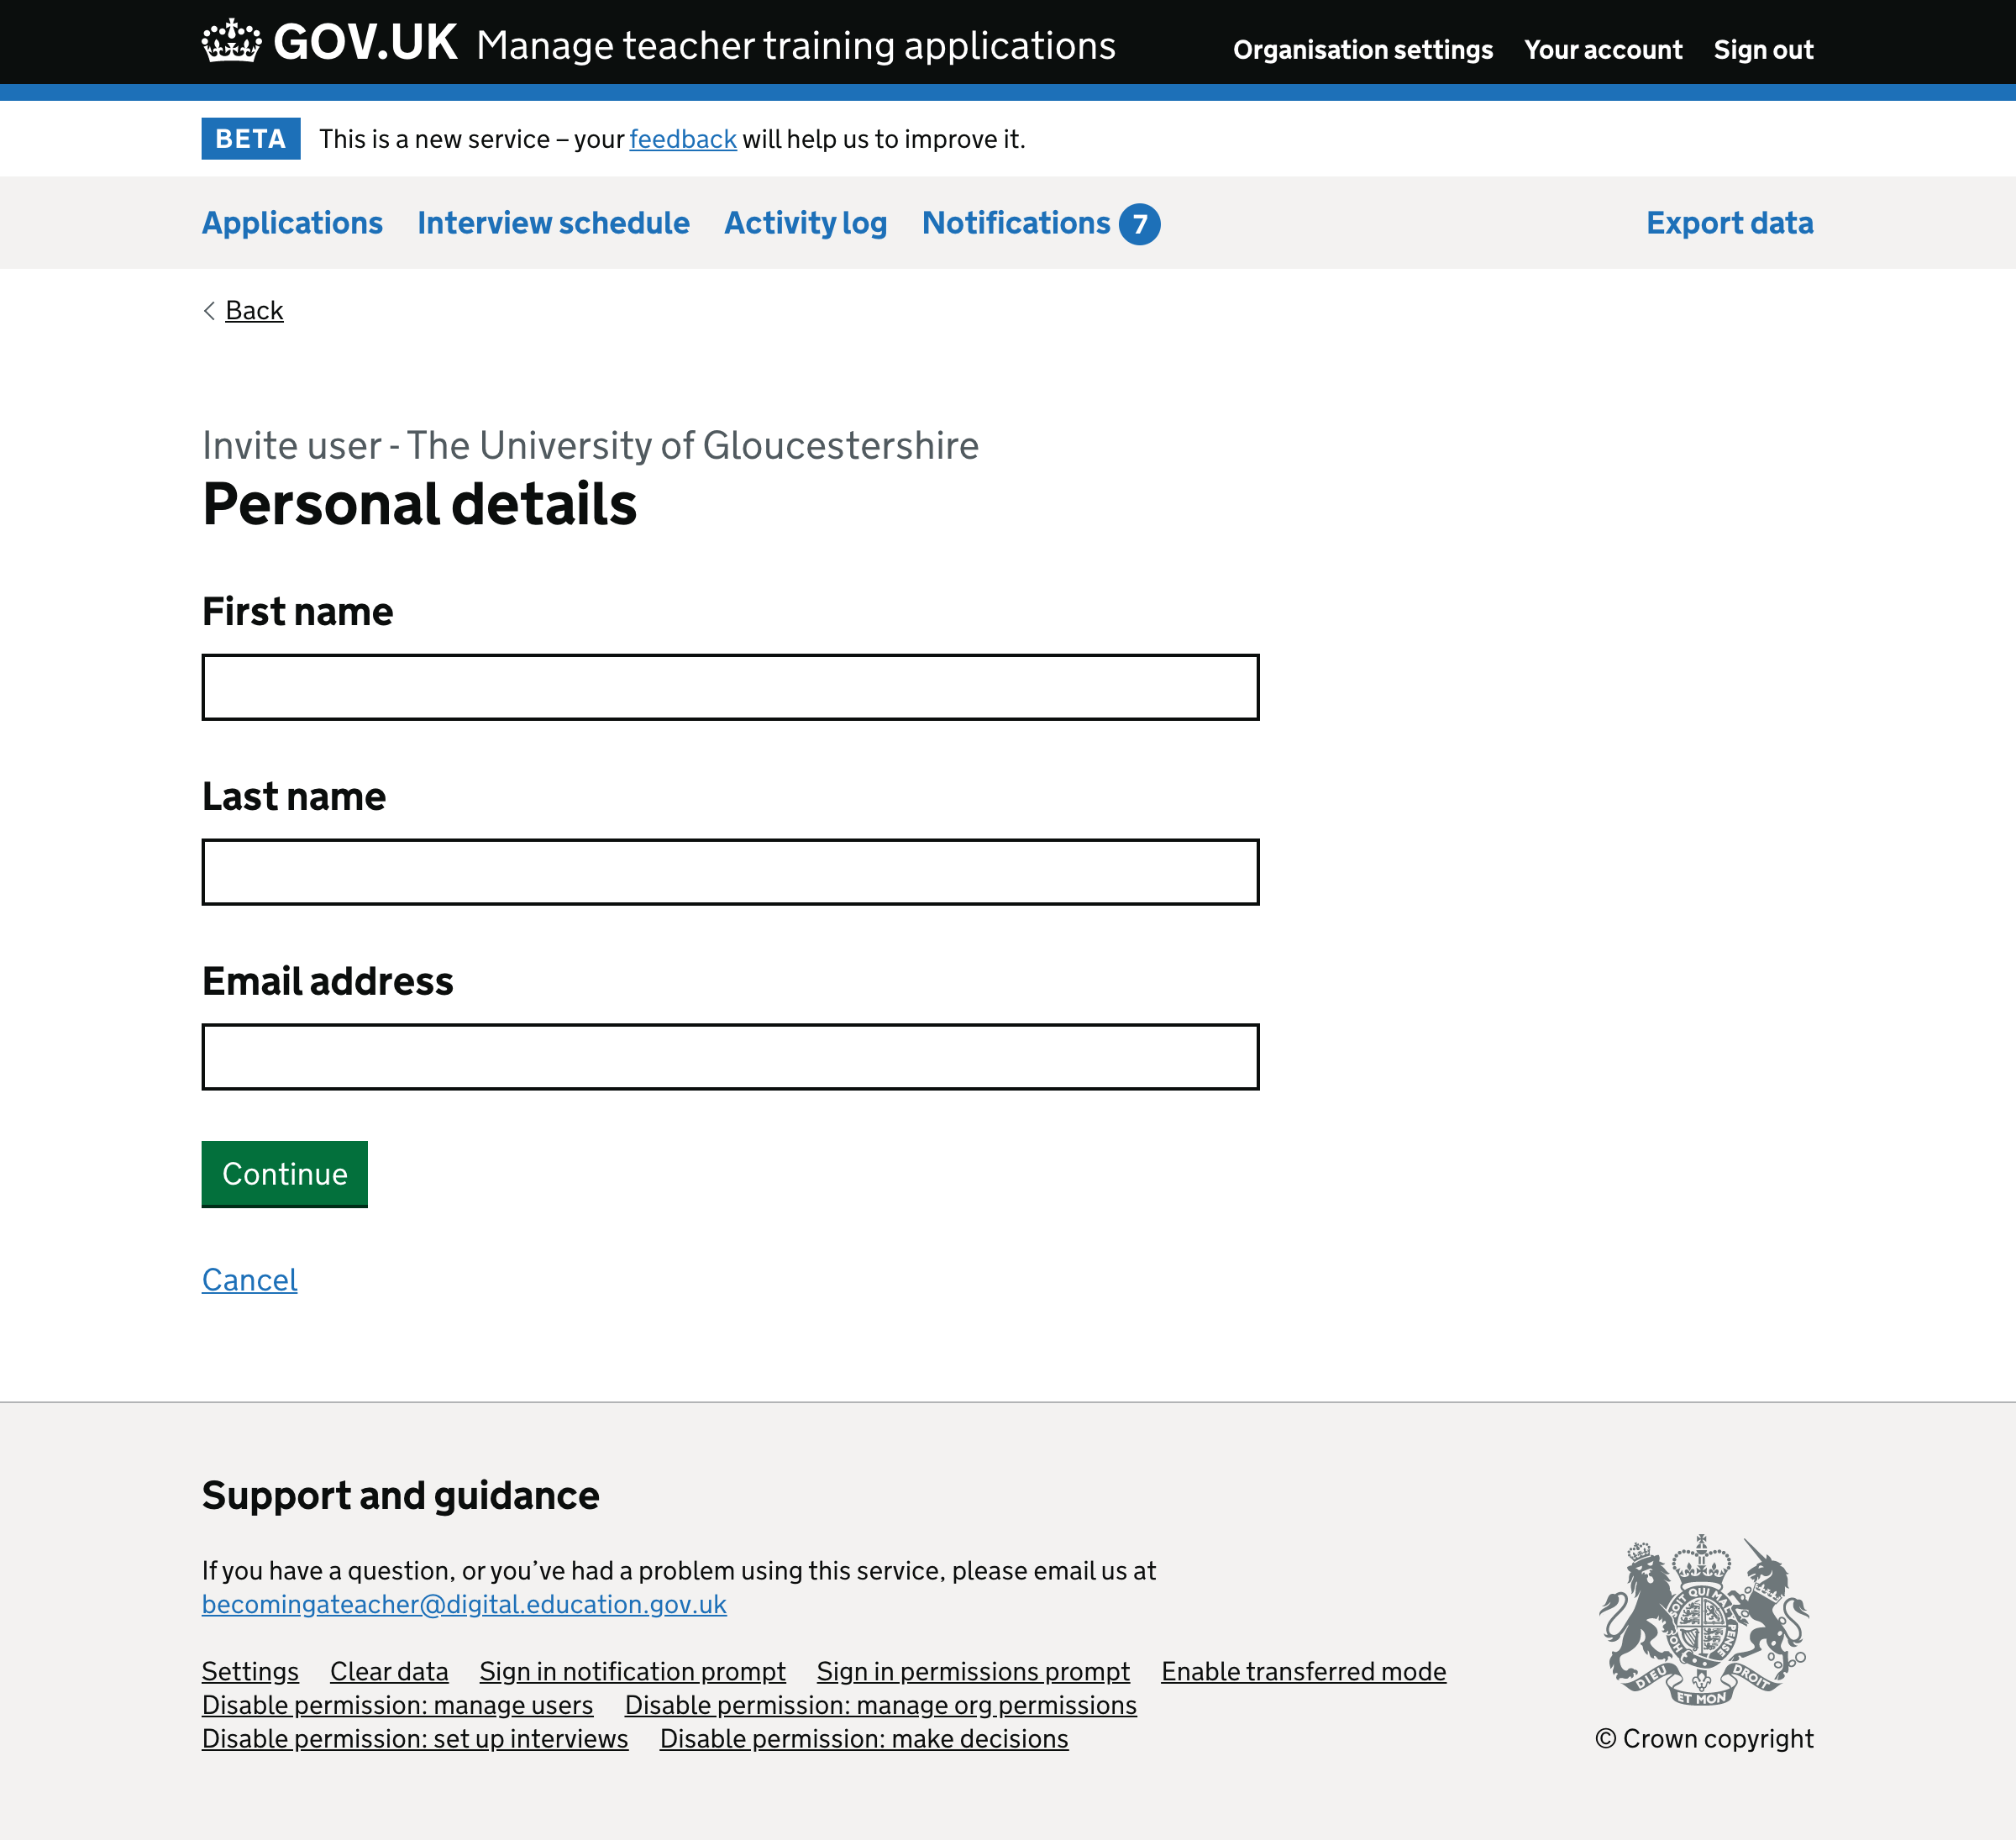 GOV.UK Manage teacher training applications Organisation settings Your account Sign out
BETA This is a new service – your feedback will help us to improve it.
Applications Interview schedule Activity log Notifications 7 Export data
Back
Invite user - The University of Gloucestershire
Personal details
First name
Last name
Email address
Continue
Cancel
Support and guidance
If you have a question, or you’ve had a problem using this service, please email us at
becomingateacher@digital.education.gov.uk
Settings Clear data Sign in notification prompt Sign in permissions prompt Enable transferred mode
Disable permission: manage users Disable permission: manage org permissions
Disable permission: set up interviews Disable permission: make decisions
SOIT QUI MAL Y PENSE
DIEU ET MON DROIT
© Crown copyright